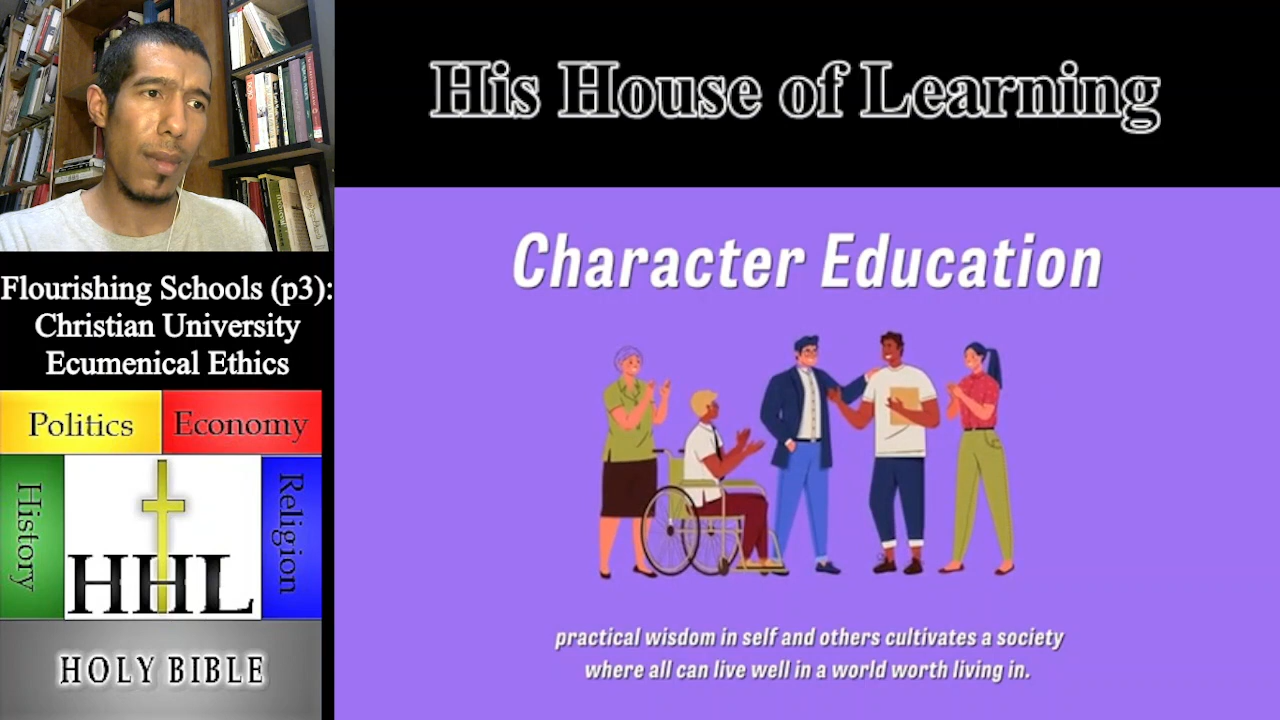 His House of Learning
Flourishing Schools (p3):
Christian University
Ecumenical Ethics
Politics
Economy
History
Religion
HHL
HOLY BIBLE
Character Education
practical wisdom in self and others cultivates a society
where all can live well in a world worth living in.